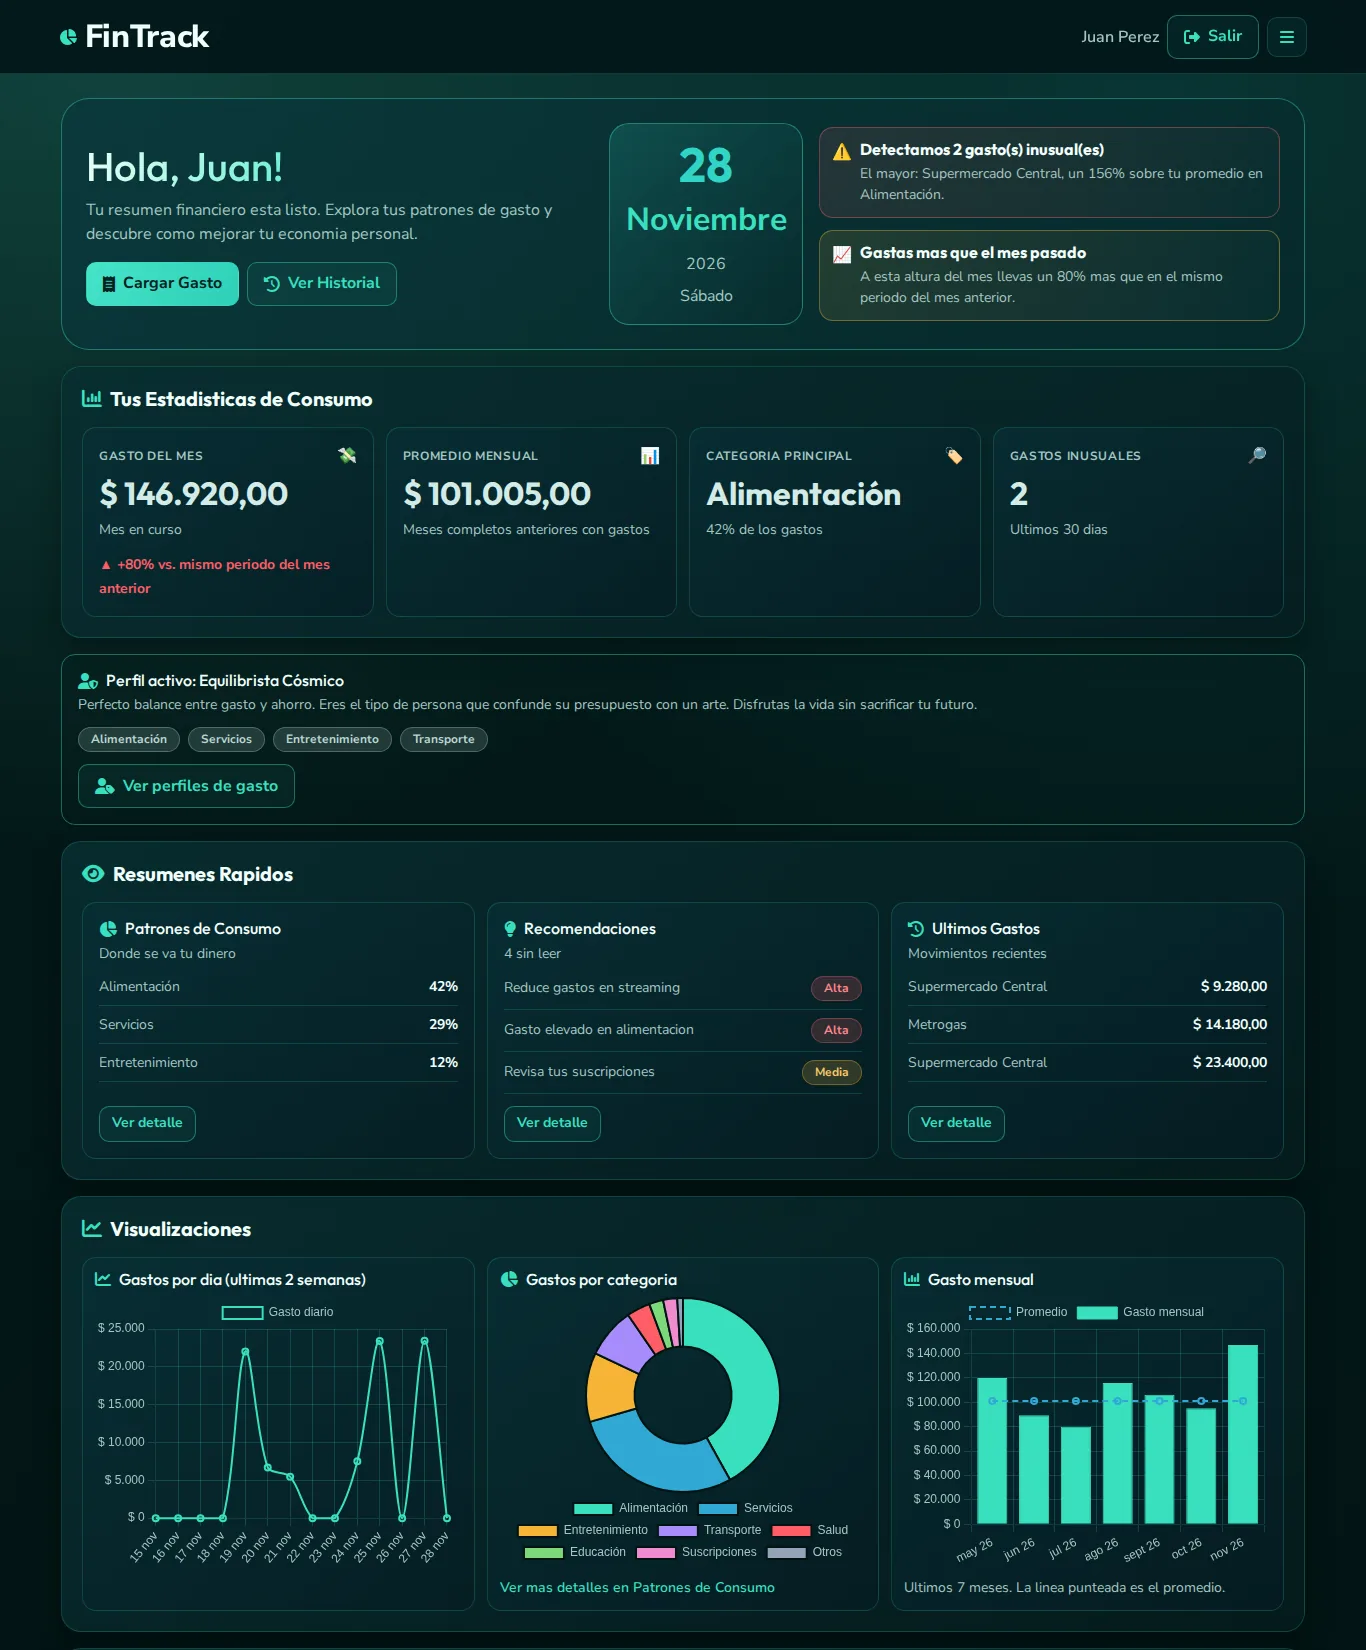 FinTrack
Juan Perez
Salir
Hola, Juan!
Tu resumen financiero esta listo. Explora tus patrones de gasto y
descubre como mejorar tu economia personal.
Cargar Gasto
Ver Historial
28
Noviembre
2026
Sábado
Detectamos 2 gasto(s) inusual(es)
El mayor: Supermercado Central, un 156% sobre tu promedio en
Alimentación.
Gastas mas que el mes pasado
A esta altura del mes llevas un 80% mas que en el mismo
periodo del mes anterior.
Tus Estadisticas de Consumo
GASTO DEL MES
$ 146.920,00
Mes en curso
▲ +80% vs. mismo periodo del mes
anterior
PROMEDIO MENSUAL
$ 101.005,00
Meses completos anteriores con gastos
CATEGORIA PRINCIPAL
Alimentación
42% de los gastos
GASTOS INUSUALES
2
Ultimos 30 dias
Perfil activo: Equilibrista Cósmico
Perfecto balance entre gasto y ahorro. Eres el tipo de persona que confunde su presupuesto con un arte. Disfrutas la vida sin sacrificar tu futuro.
Alimentación
Servicios
Entretenimiento
Transporte
Ver perfiles de gasto
Resumenes Rapidos
Patrones de Consumo
Donde se va tu dinero
Alimentación 42%
Servicios 29%
Entretenimiento 12%
Ver detalle
Recomendaciones
4 sin leer
Reduce gastos en streaming Alta
Gasto elevado en alimentacion Alta
Revisa tus suscripciones Media
Ver detalle
Ultimos Gastos
Movimientos recientes
Supermercado Central $ 9.280,00
Metrogas $ 14.180,00
Supermercado Central $ 23.400,00
Ver detalle
Visualizaciones
Gastos por dia (ultimas 2 semanas)
Gasto diario
$ 25.000
$ 20.000
$ 15.000
$ 10.000
$ 5.000
$ 0
15 nov
16 nov
17 nov
18 nov
19 nov
20 nov
21 nov
22 nov
23 nov
24 nov
25 nov
26 nov
27 nov
28 nov
Gastos por categoria
Alimentación Servicios
Entretenimiento Transporte Salud
Educación Suscripciones Otros
Ver mas detalles en Patrones de Consumo
Gasto mensual
Promedio Gasto mensual
$ 160.000
$ 140.000
$ 120.000
$ 100.000
$ 80.000
$ 60.000
$ 40.000
$ 20.000
$ 0
may 26
jun 26
jul 26
ago 26
sept 26
oct 26
nov 26
Ultimos 7 meses. La linea punteada es el promedio.